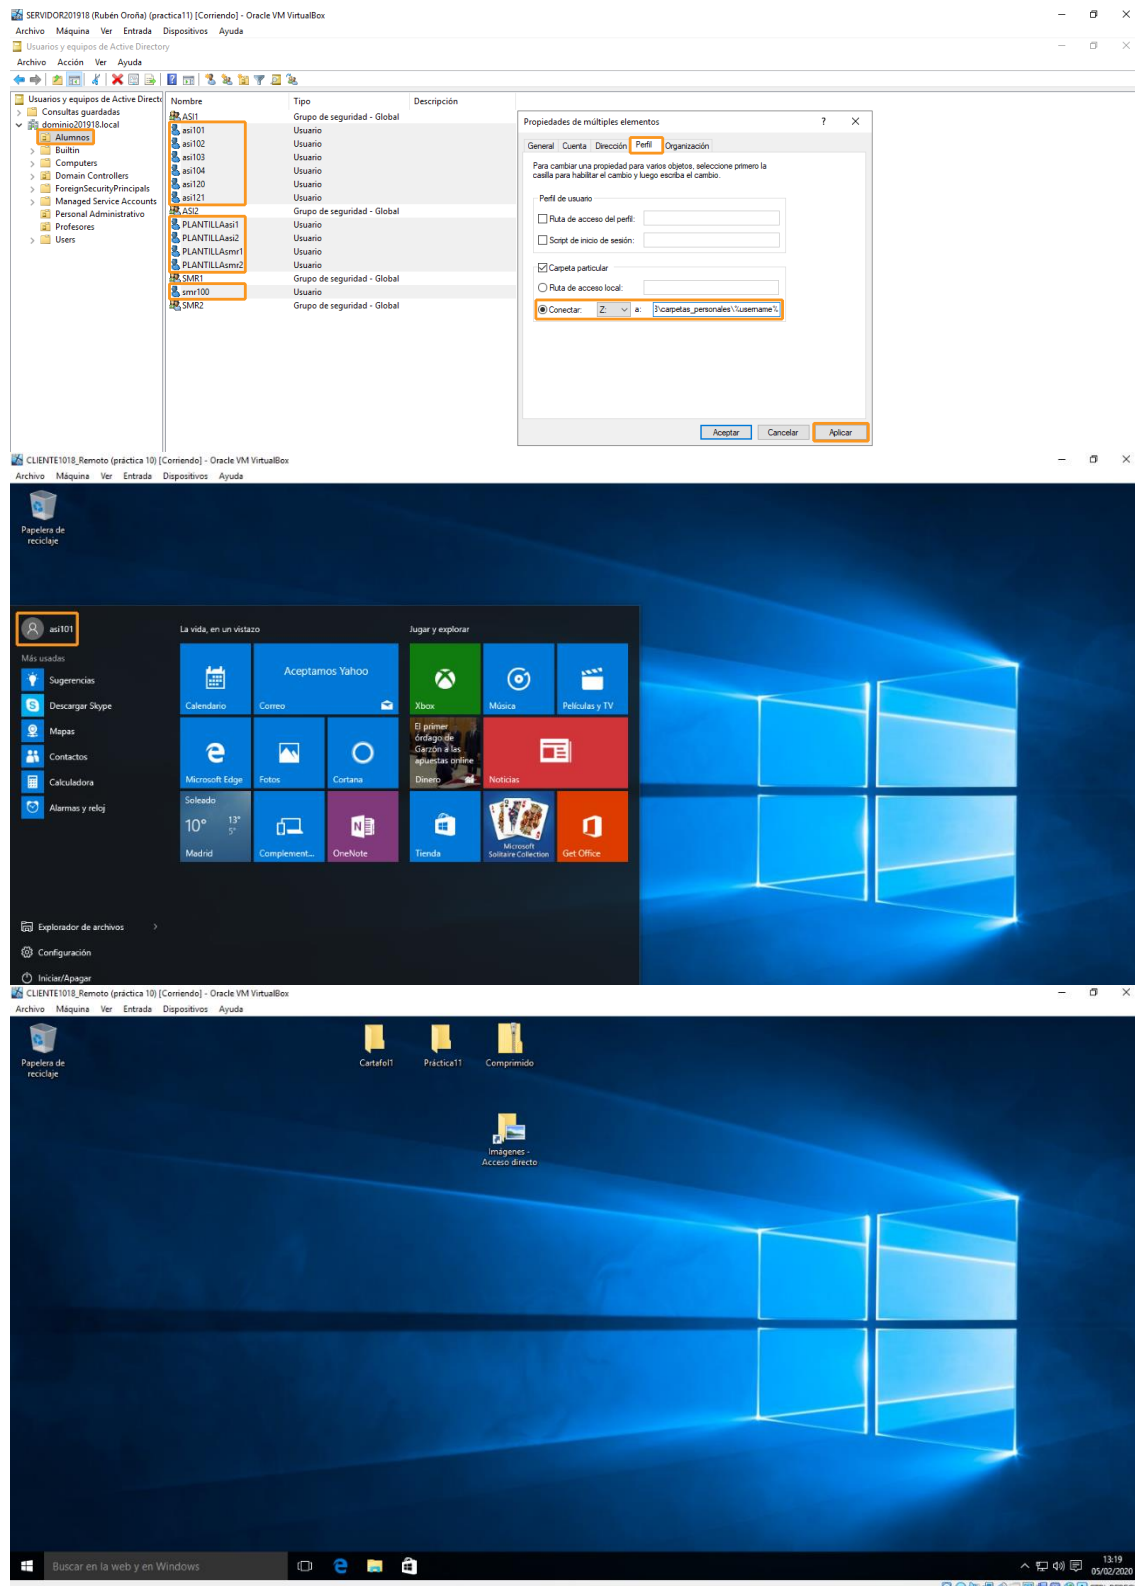 SERVIDOR201918 (Rubén Oroña) (practica11) [Corriendo] - Oracle VM VirtualBox
Archivo Máquina Ver Entrada Dispositivos Ayuda
Usuarios y equipos de Active Directory
Archivo Acción Ver Ayuda
Usuarios y equipos de Active Directo
Consultas guardadas
dominio201918.local
Alumnos
Builtin
Computers
Domain Controllers
ForeignSecurityPrincipals
Managed Service Accounts
Personal Administrativo
Profesores
Users
Nombre Tipo Descripción
ASI1 Grupo de seguridad - Global
asi101 Usuario
asi102 Usuario
asi103 Usuario
asi104 Usuario
asi120 Usuario
asi121 Usuario
ASI2 Grupo de seguridad - Global
PLANTILLAasi1 Usuario
PLANTILLAasi2 Usuario
PLANTILLAsmr1 Usuario
PLANTILLAsmr2 Usuario
SMR1 Grupo de seguridad - Global
smr100 Usuario
SMR2 Grupo de seguridad - Global
Propiedades de múltiples elementos ? X
General Cuenta Dirección Perfil Organización
Para cambiar una propiedad para varios objetos, seleccione primero la
casilla para habilitar el cambio y luego escriba el cambio.
Perfil de usuario
Ruta de acceso del perfil:
Script de inicio de sesión:
Carpeta particular
Ruta de acceso local:
Conectar: Z: a: \carpetas_personales\%username%
Aceptar Cancelar Aplicar
CLIENTE1018_Remoto (práctica 10) [Corriendo] - Oracle VM VirtualBox
Archivo Máquina Ver Entrada Dispositivos Ayuda
Papelera de
reciclaje
asi101
Más usadas
Sugerencias
Descargar Skype
Mapas
Contactos
Calculadora
Alarmas y reloj
Explorador de archivos
Configuración
Iniciar/Apagar
La vida, en un vistazo
Calendario
Aceptamos Yahoo
Correo
Microsoft Edge
Fotos
Cortana
Soleado
10° 13°
5°
Madrid
Complement...
OneNote
Jugar y explorar
Xbox
Música
Películas y TV
El primer
órdago de
Garzón a las
apuestas online
Dinero
Noticias
Tienda
Microsoft
Solitaire Collection
Get Office
CLIENTE1018_Remoto (práctica 10) [Corriendo] - Oracle VM VirtualBox
Archivo Máquina Ver Entrada Dispositivos Ayuda
Papelera de
reciclaje
Cartafol1
Práctica11
Comprimido
Imágenes -
Acceso directo
Buscar en la web y en Windows
13:19
05/02/2020